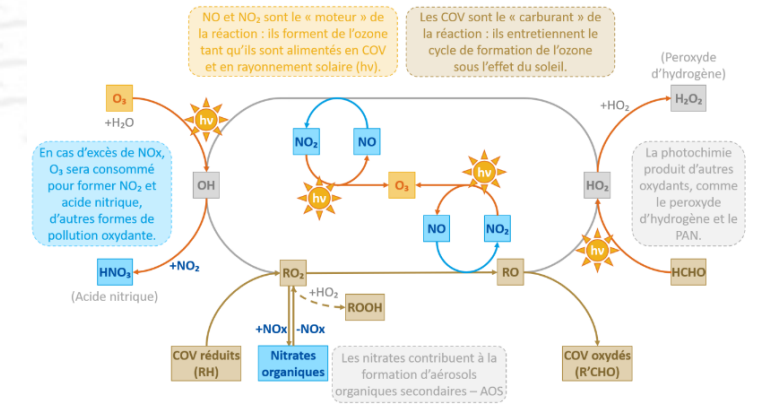 NO et NO₂ sont le « moteur » de
la réaction : ils forment de l'ozone
tant qu'ils sont alimentés en COV
et en rayonnement solaire (hv).
Les COV sont le « carburant » de
la réaction : ils entretiennent le
cycle de formation de l'ozone
sous l'effet du soleil.
(Peroxyde
d'hydrogène)
O₃
+H₂O
hv
+HO₂
H₂O₂
NO₂
NO
En cas d'excès de NOx,
O₃ sera consommé
pour former NO₂ et
acide nitrique,
d'autres formes de
pollution oxydante.
OH
hv
O₃
hv
HO₂
La photochimie
produit d'autres
oxydants, comme
le peroxyde
d'hydrogène et le
PAN.
NO
NO₂
hv
HNO₃
+NO₂
(Acide nitrique)
RO₂
RO
HCHO
+HO₂
ROOH
+NOx
-NOx
COV réduits
(RH)
Nitrates
organiques
Les nitrates contribuent à la
formation d'aérosols
organiques secondaires – AOS
COV oxydés
(R'CHO)